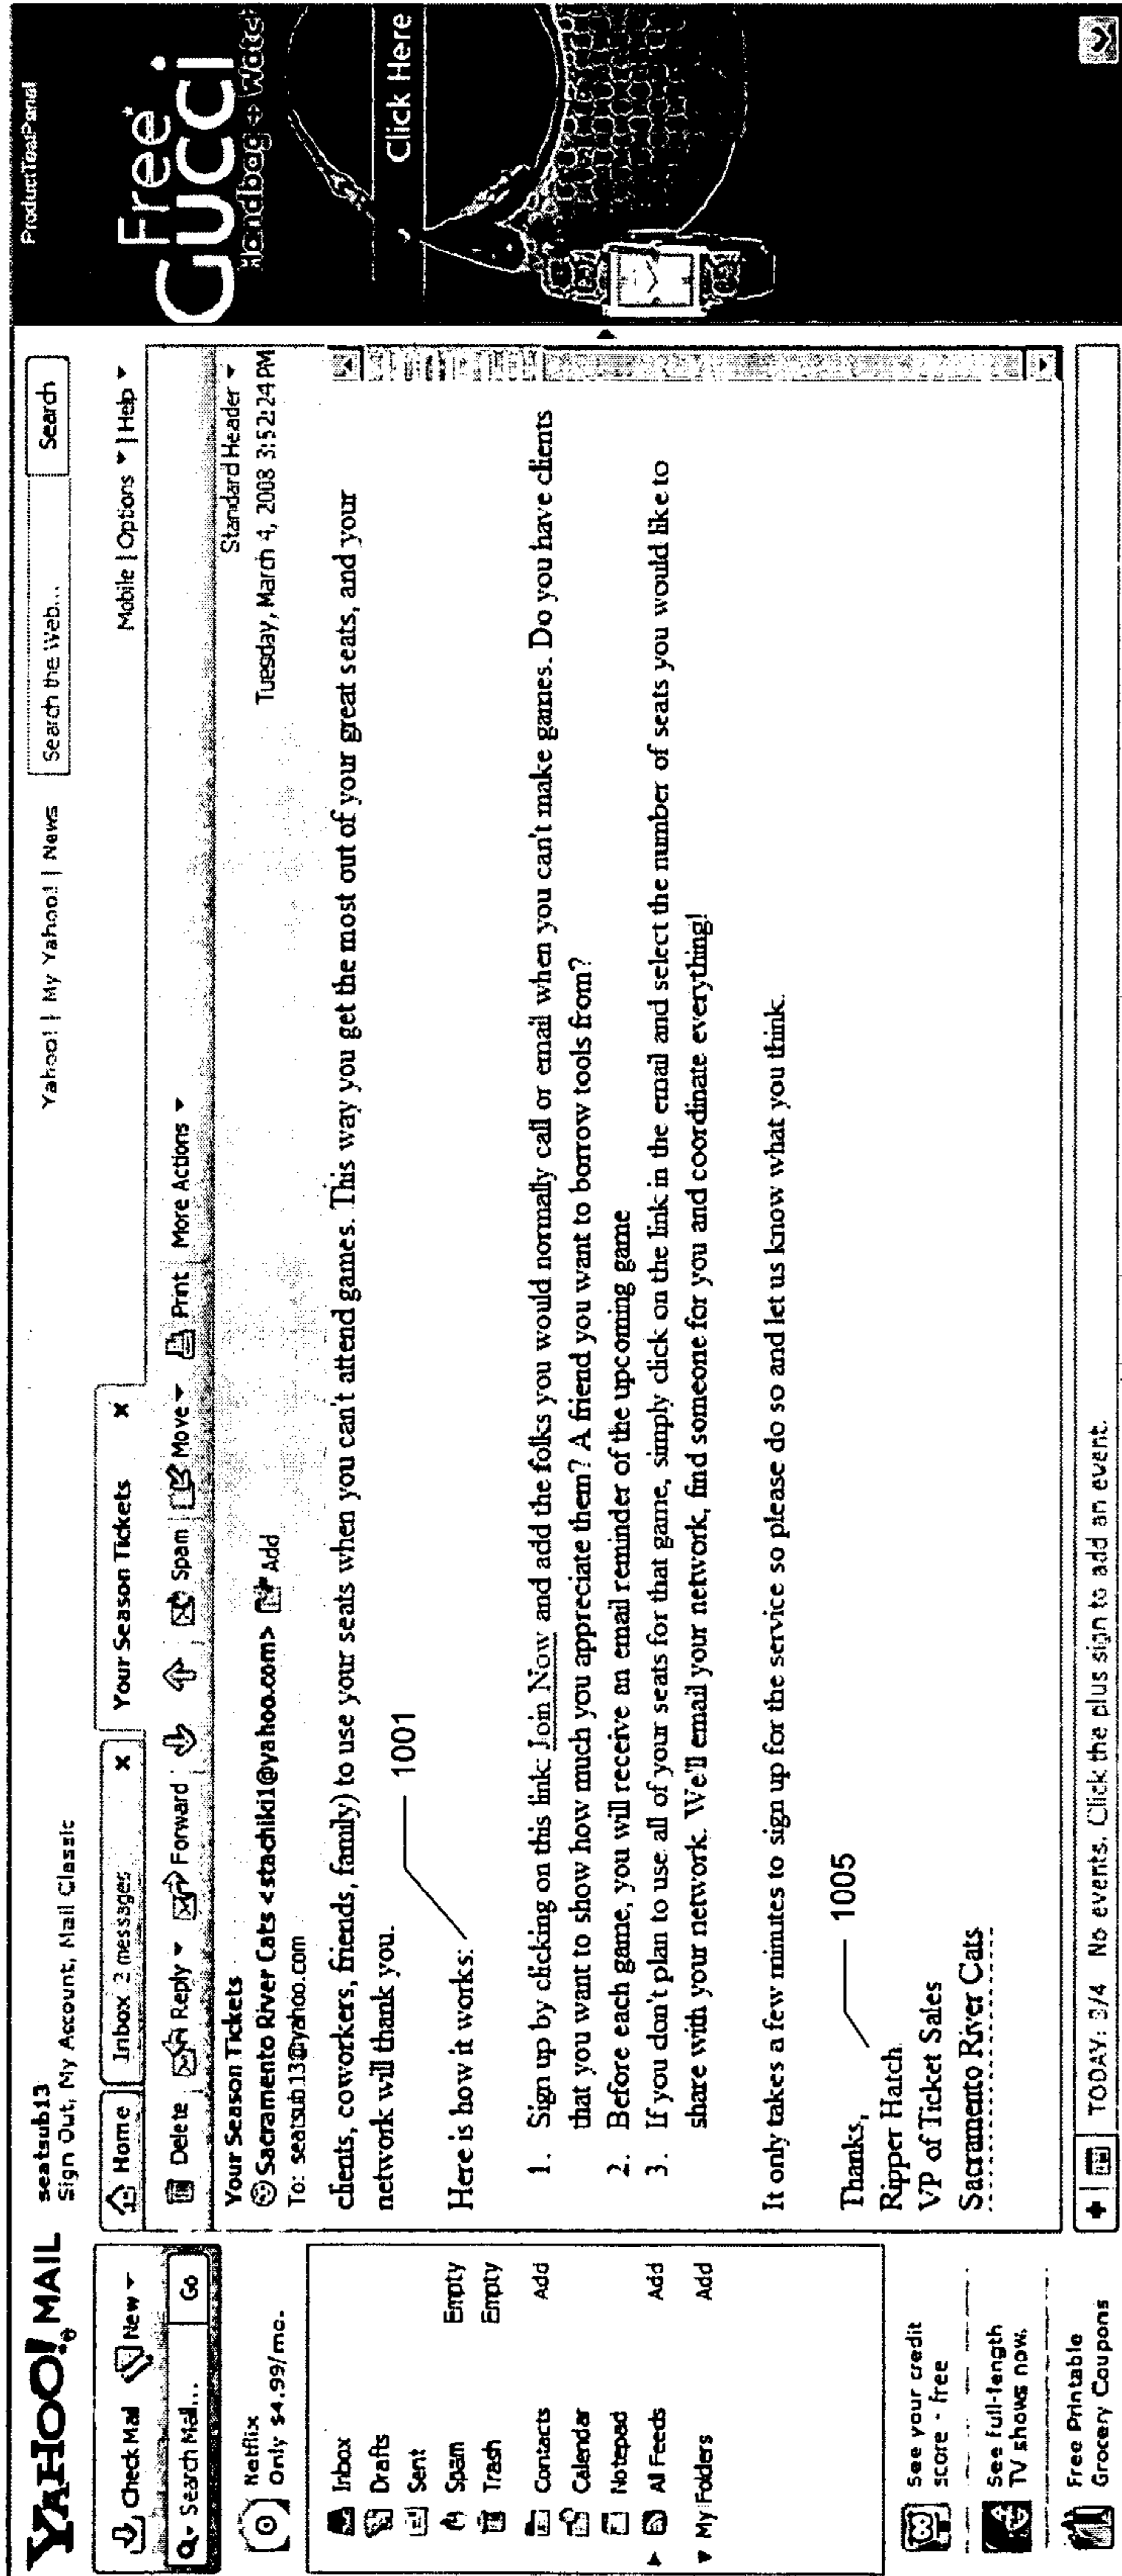 YAHOO! MAIL
seatsub13
Sign Out, My Account, Mail Classic
Yahoo! | My Yahoo! | News
Search the Web...
Search
Check Mail
New
Home
Inbox 2 messages
x
Your Season Tickets
x
Mobile | Options | Help
Search Mail...
Go
Delete
Reply
Forward
Spam
Move
Print
More Actions
Your Season Tickets
Standard Header
Sacramento River Cats <stachiki1@yahoo.com>
Add
Tuesday, March 4, 2008 3:52:24 PM
To: seatsub13@yahoo.com
Netflix
Only $4.99/mo.
Inbox
Drafts
Sent
Spam Empty
Trash Empty
Contacts Add
Calendar
Notepad
All Feeds Add
My Folders Add
See your credit
score - free
See full-length
TV shows now.
Free Printable
Grocery Coupons
clients, coworkers, friends, family) to use your seats when you can't attend games. This way you get the most out of your great seats, and your
network will thank you.
1001
Here is how it works:
1. Sign up by clicking on this link: Join Now and add the folks you would normally call or email when you can't make games. Do you have clients
that you want to show how much you appreciate them? A friend you want to borrow tools from?
2. Before each game, you will receive an email reminder of the upcoming game
3. If you don't plan to use all of your seats for that game, simply click on the link in the email and select the number of seats you would like to
share with your network. We'll email your network, find someone for you and coordinate everything!
It only takes a few minutes to sign up for the service so please do so and let us know what you think.
1005
Thanks,
Ripper Hatch
VP of Ticket Sales
Sacramento River Cats
TODAY: 3/4 No events. Click the plus sign to add an event.
Free*
GUCCI
Handbag + Watch
Click Here